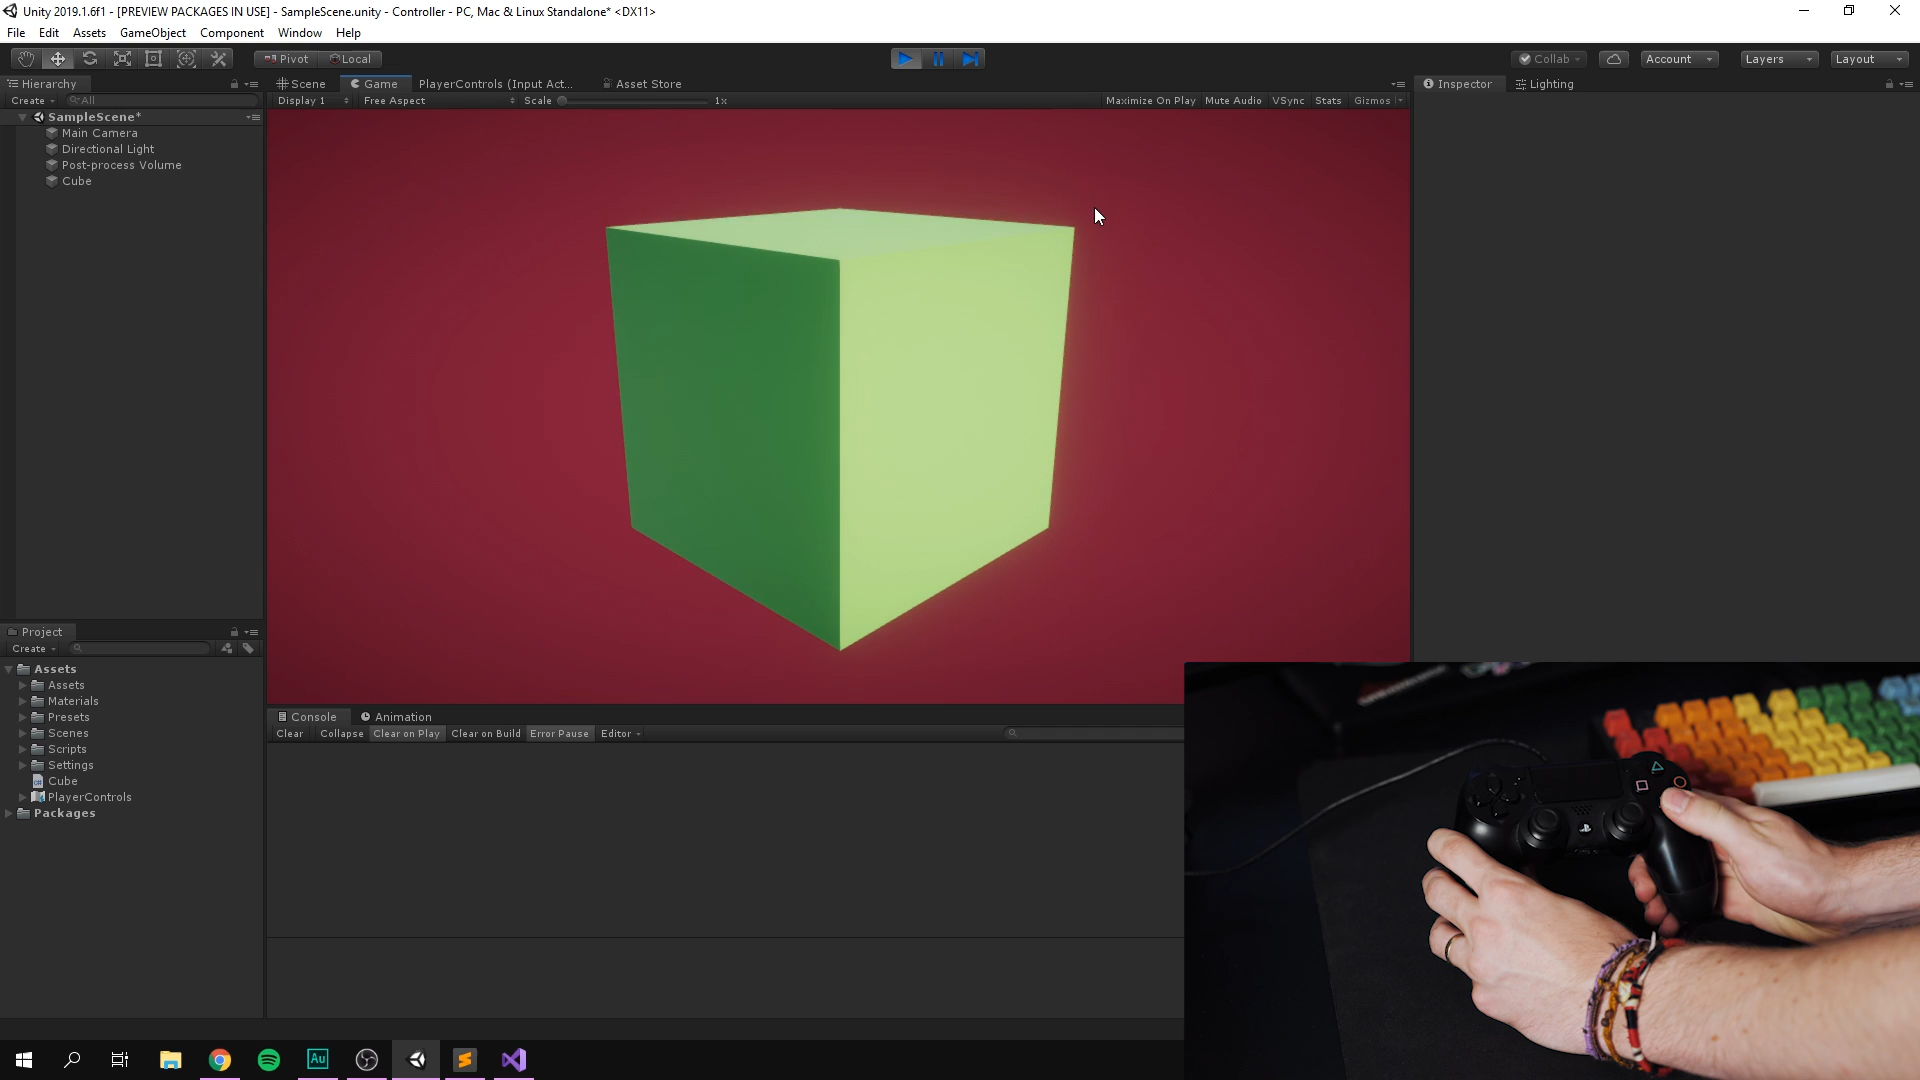 Unity 2019.1.6f1 - [PREVIEW PACKAGES IN USE] - SampleScene.unity - Controller - PC, Mac & Linux Standalone* <DX11>
File Edit Assets GameObject Component Window Help
Pivot Local Collab Account Layers Layout
Hierarchy Scene Game PlayerControls (Input Act... Asset Store Inspector Lighting
Create All Display 1 Free Aspect Scale 1x Maximize On Play Mute Audio VSync Stats Gizmos
SampleScene*
Main Camera
Directional Light
Post-process Volume
Cube
Project
Create
Assets
Assets
Materials
Presets
Scenes
Scripts
Settings
Cube
PlayerControls
Packages
Console Animation
Clear Collapse Clear on Play Clear on Build Error Pause Editor
Au